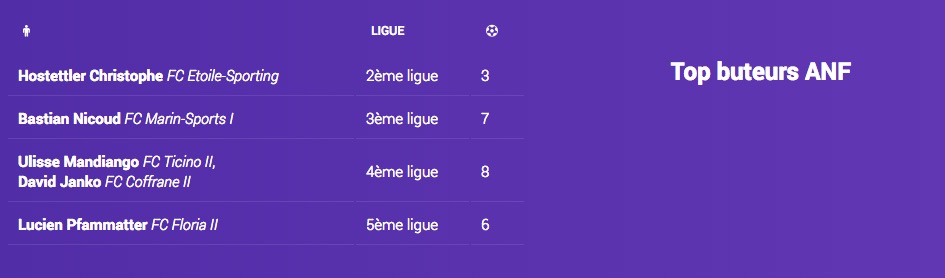 LIGUE
Hostettler Christophe FC Etoile-Sporting 2ème ligue 3
Bastian Nicoud FC Marin-Sports I 3ème ligue 7
Ulisse Mandiango FC Ticino II,
David Janko FC Coffrane II
4ème ligue 8
Lucien Pfammatter FC Floria II 5ème ligue 6
Top buteurs ANF